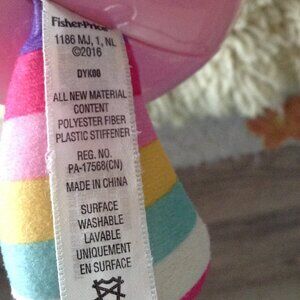 Fisher-Price
1186 MJ, 1, NL
©2016
DYK00
ALL NEW MATERIAL
CONTENT
POLYESTER FIBER
PLASTIC STIFFENER
REG. NO.
PA-17568(CN)
MADE IN CHINA
SURFACE
WASHABLE
LAVABLE
UNIQUEMENT
EN SURFACE